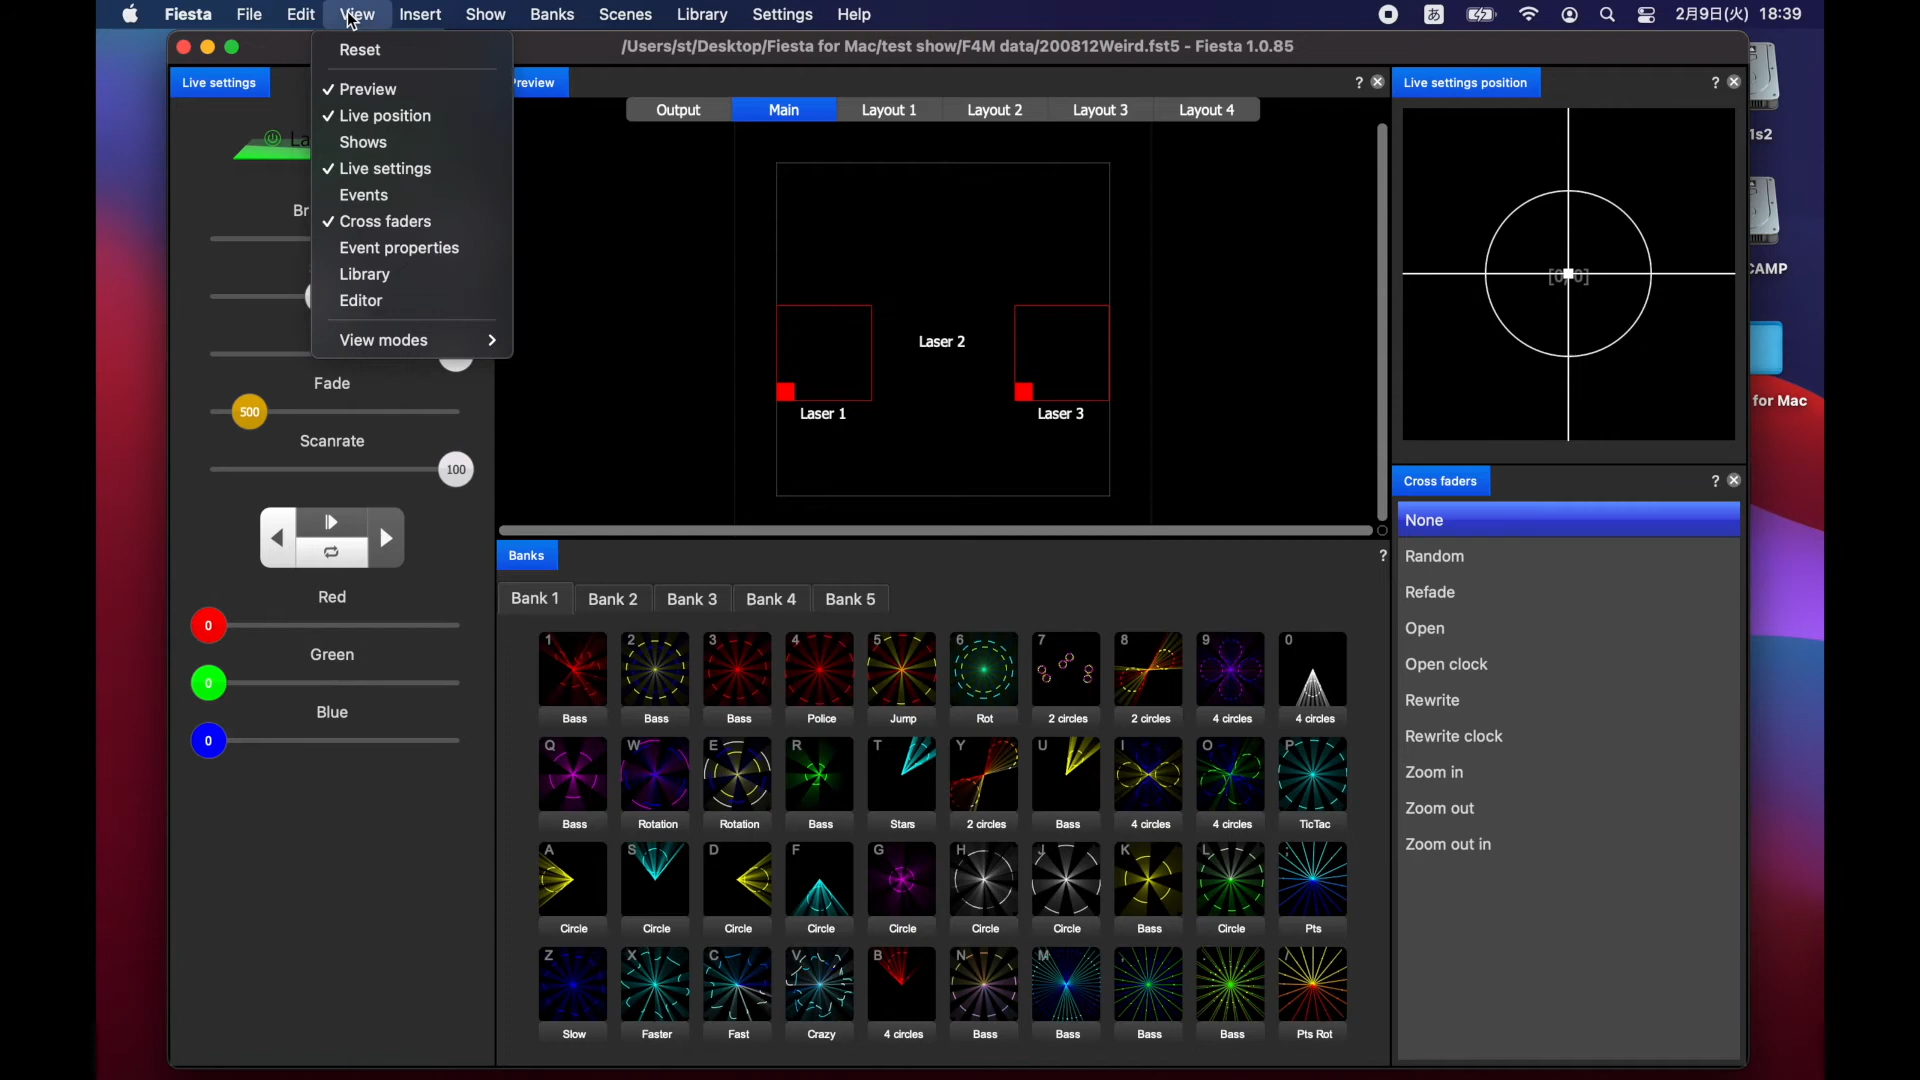 Fiesta File Edit View Insert Show Banks Scenes Library Settings Help
あ 2月9日(火) 18:39
/Users/st/Desktop/Fiesta for Mac/test show/F4M data/200812Weird.fst5 - Fiesta 1.0.85
Reset
✓ Preview
✓ Live position
Shows
✓ Live settings
Events
✓ Cross faders
Event properties
Library
Editor
View modes >
Live settings
Fade
500
Scanrate
100
Red
0
Green
0
Blue
0
Preview ?
Output Main Layout 1 Layout 2 Layout 3 Layout 4
Laser 2
Laser 1 Laser 3
Banks ?
Bank 1 Bank 2 Bank 3 Bank 4 Bank 5
1 2 3 4 5 6 7 8 9 0
Bass Bass Bass Police Jump Rot 2 circles 2 circles 4 circles 4 circles
Q W E R T Y U I O P
Bass Rotation Rotation Bass Stars 2 circles Bass 4 circles 4 circles TicTac
A S D F G H J K L ;
Circle Circle Circle Circle Circle Circle Circle Bass Circle Pts
Z X C V B N M , . /
Slow Faster Fast Crazy 4 circles Bass Bass Bass Bass Pts Rot
Live settings position ?
[0, 0]
Cross faders ?
None
Random
Refade
Open
Open clock
Rewrite
Rewrite clock
Zoom in
Zoom out
Zoom out in
1s2
CAMP
for Mac